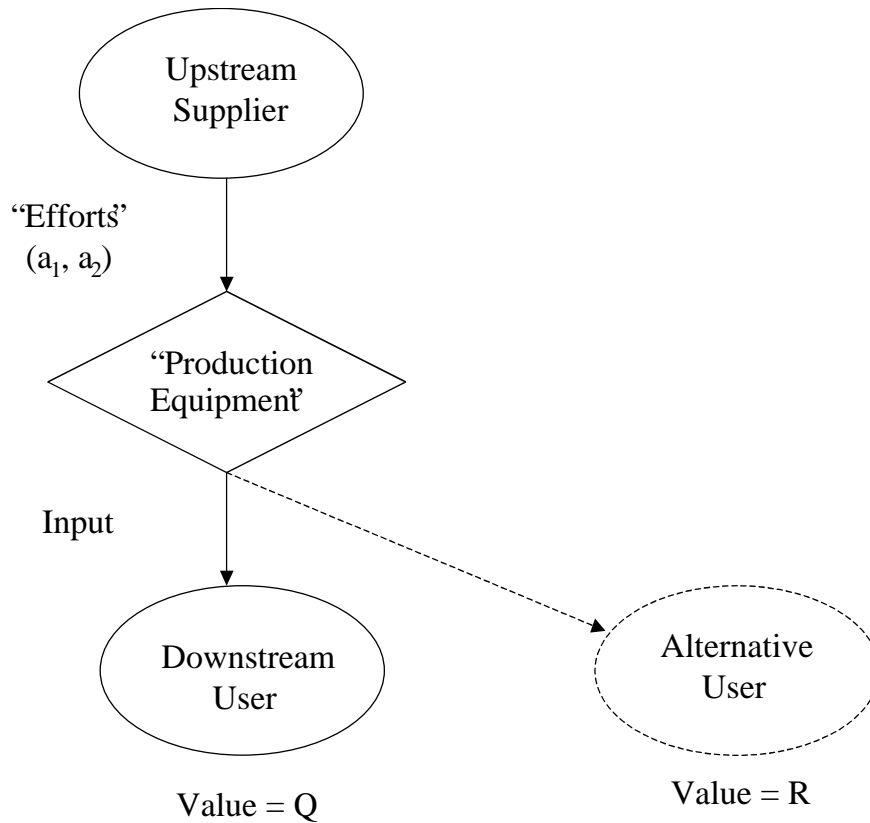 Upstream
Supplier
“Efforts”
(a₁, a₂)
“Production
Equipment”
Input
Downstream
User
Alternative
User
Value = Q
Value = R